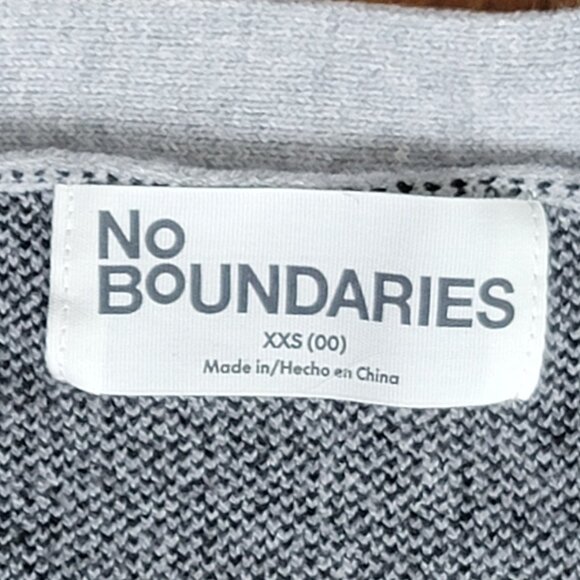 No
BoUNDARIES
XXS (00)
Made in/Hecho en China